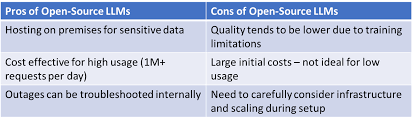 Pros of Open-Source LLMs
Cons of Open-Source LLMs
Hosting on premises for sensitive data
Quality tends to be lower due to training
limitations
Cost effective for high usage (1M+
requests per day)
Large initial costs – not ideal for low
usage
Outages can be troubleshooted internally
Need to carefully consider infrastructure
and scaling during setup